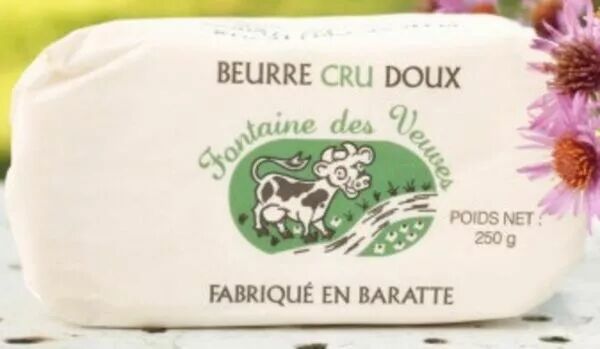 BEURRE CRU DOUX
Fontaine des Veuves
POIDS NET :
250 g
FABRIQUÉ EN BARATTE